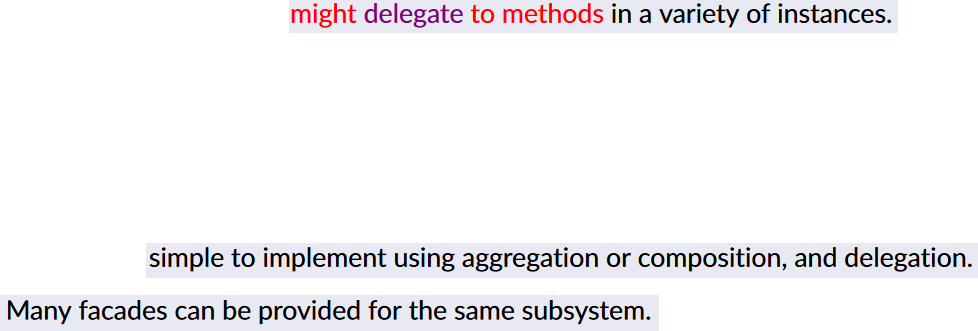 might delegate to methods in a variety of instances.
simple to implement using aggregation or composition, and delegation.
Many facades can be provided for the same subsystem.